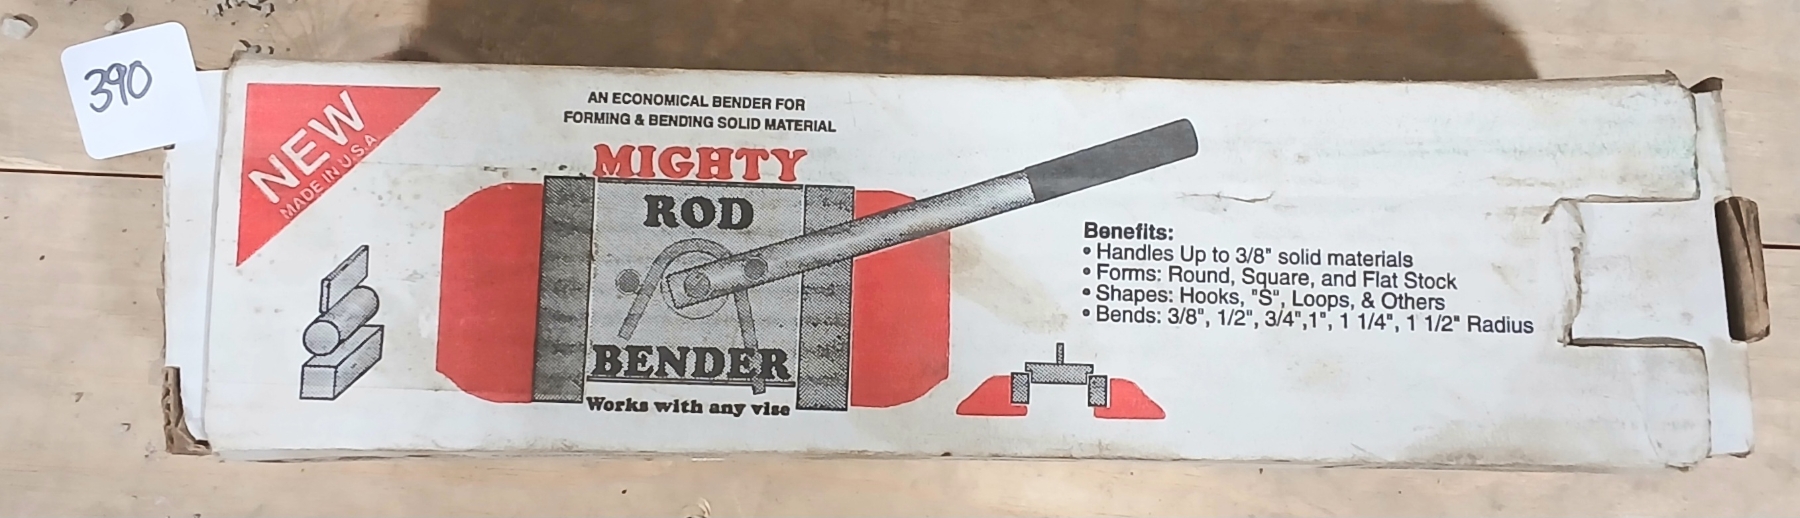 390
NEW
MADE IN U.S.A
AN ECONOMICAL BENDER FOR
FORMING & BENDING SOLID MATERIAL
MIGHTY
ROD
BENDER
Works with any vise
Benefits:
• Handles Up to 3/8" solid materials
• Forms: Round, Square, and Flat Stock
• Shapes: Hooks, "S", Loops, & Others
• Bends: 3/8", 1/2", 3/4",1", 1 1/4", 1 1/2" Radius